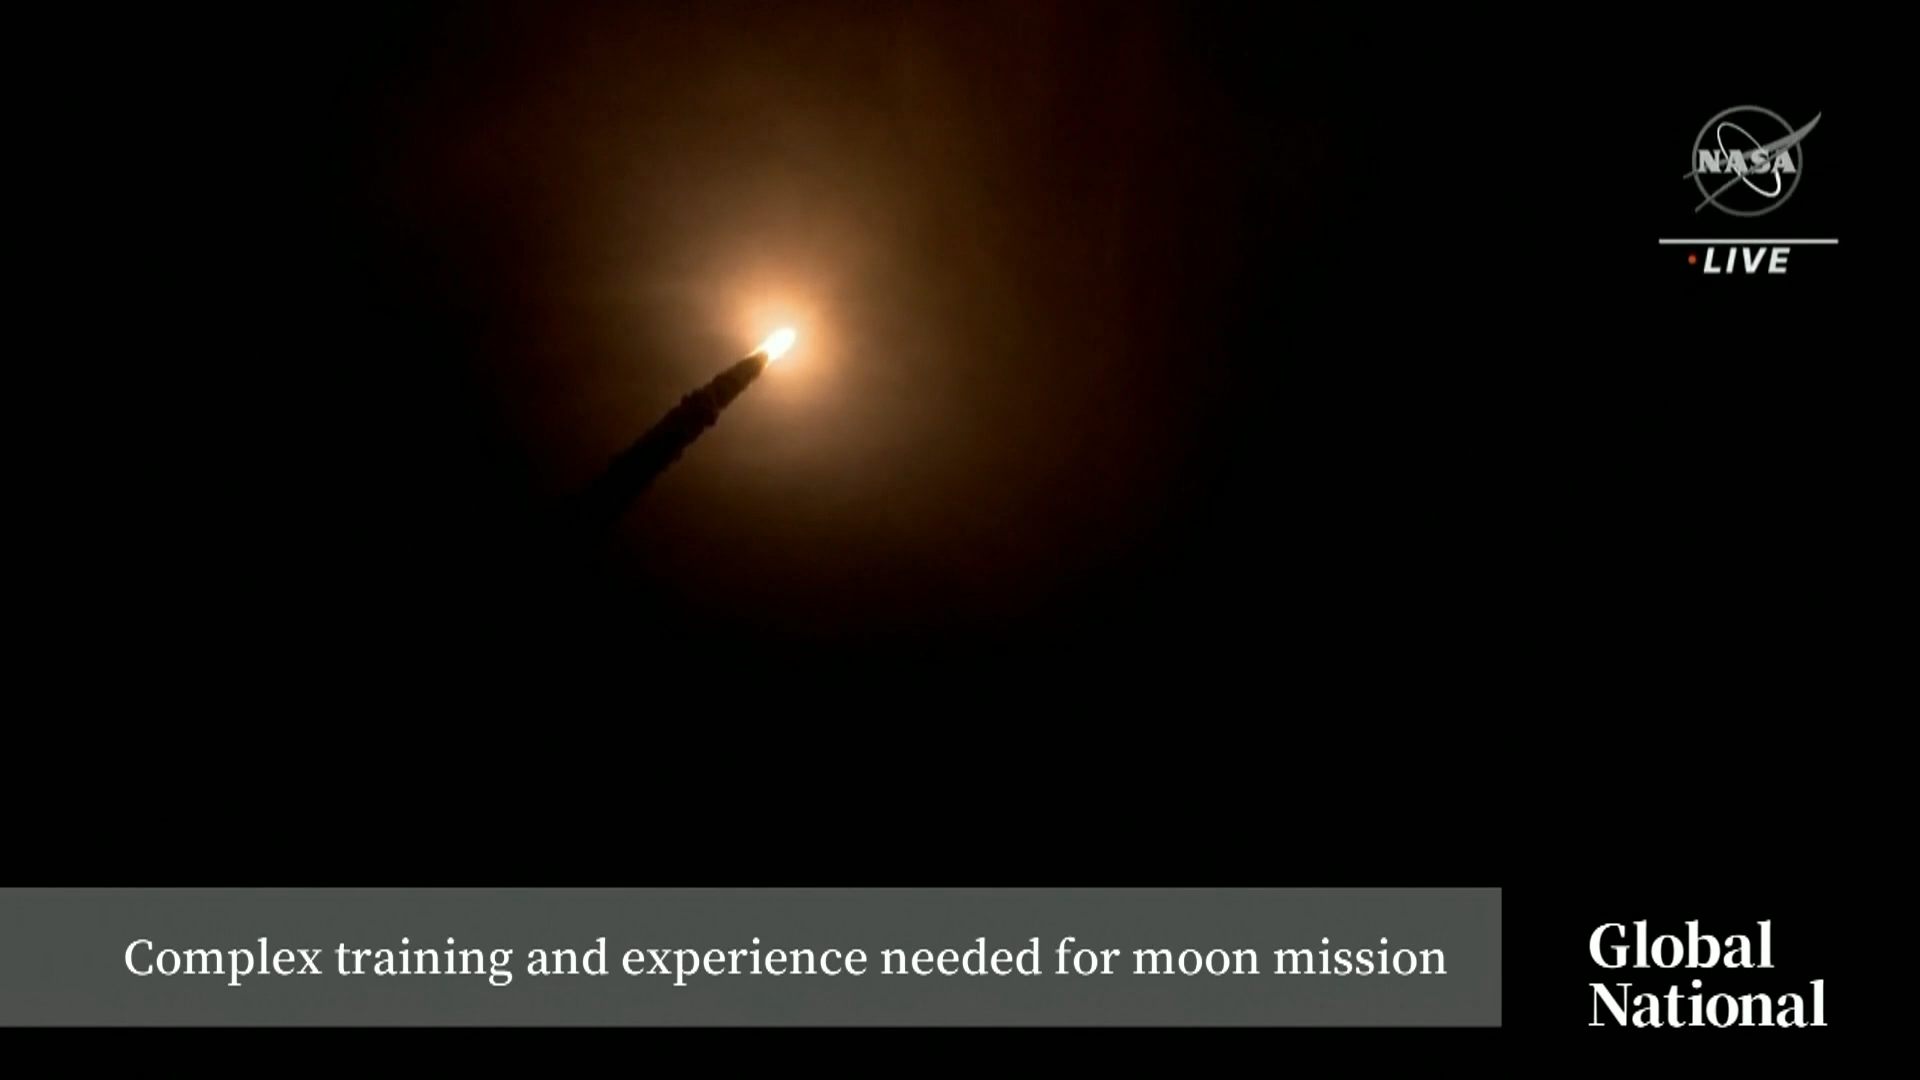 NASA
LIVE
Complex training and experience needed for moon mission
Global
National